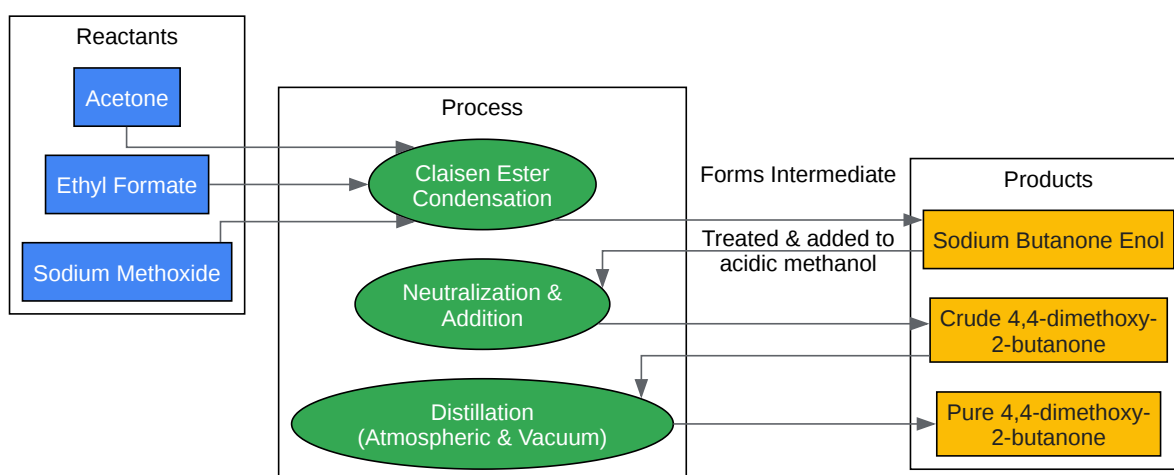 Reactants
Acetone
Ethyl Formate
Sodium Methoxide
Process
Claisen Ester
Condensation
Neutralization &
Addition
Distillation
(Atmospheric & Vacuum)
Forms Intermediate
Treated & added to
acidic methanol
Products
Sodium Butanone Enol
Crude 4,4-dimethoxy-
2-butanone
Pure 4,4-dimethoxy-
2-butanone